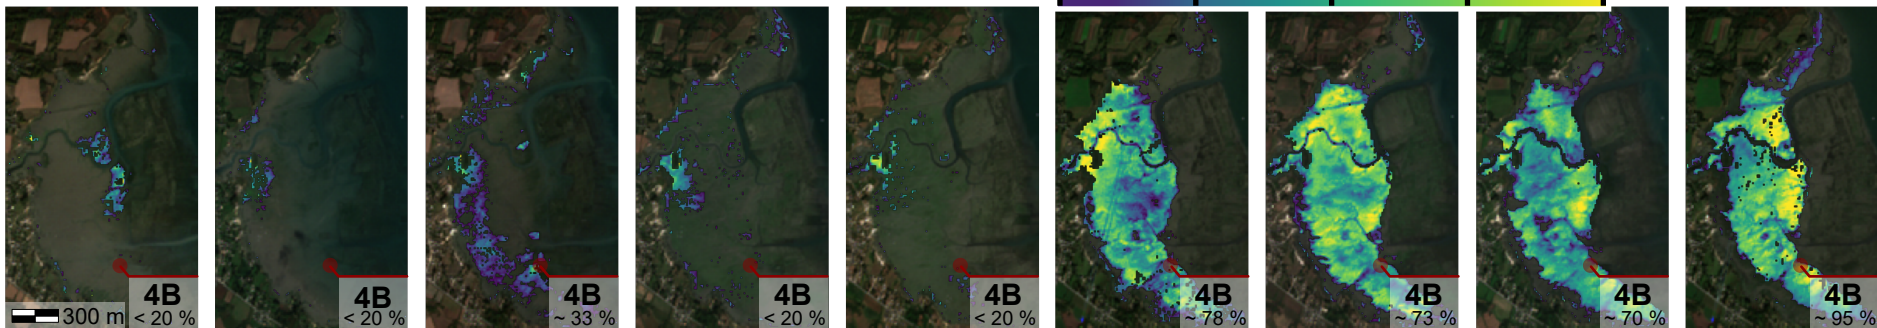 300 m
4B
< 20 %
4B
< 20 %
4B
~ 33 %
4B
< 20 %
4B
< 20 %
4B
~ 78 %
4B
~ 73 %
4B
~ 70 %
4B
~ 95 %